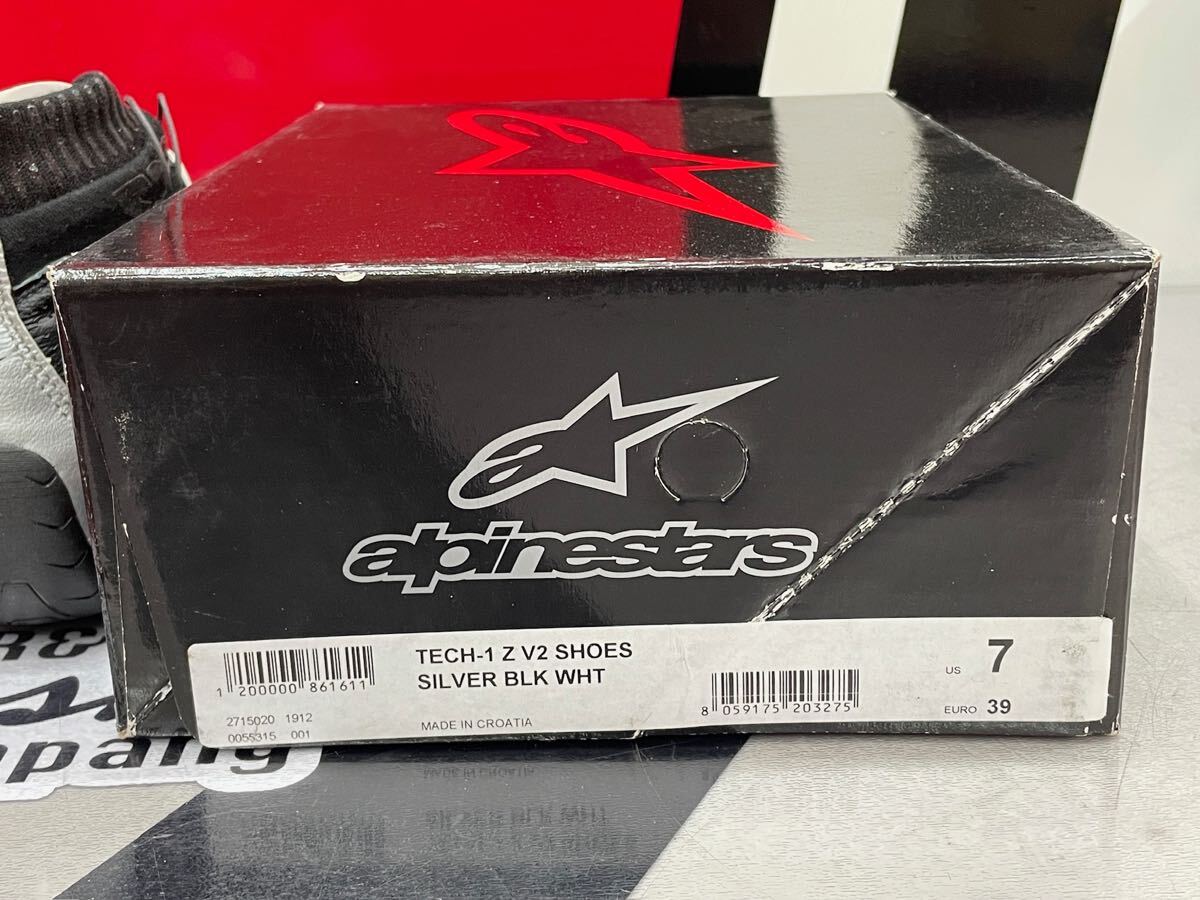 alpinestars
TECH-1 Z V2 SHOES
SILVER BLK WHT
1 200000 861611
2715020 1912
0055315 001
MADE IN CROATIA
8 059175 203275
US 7
EURO 39